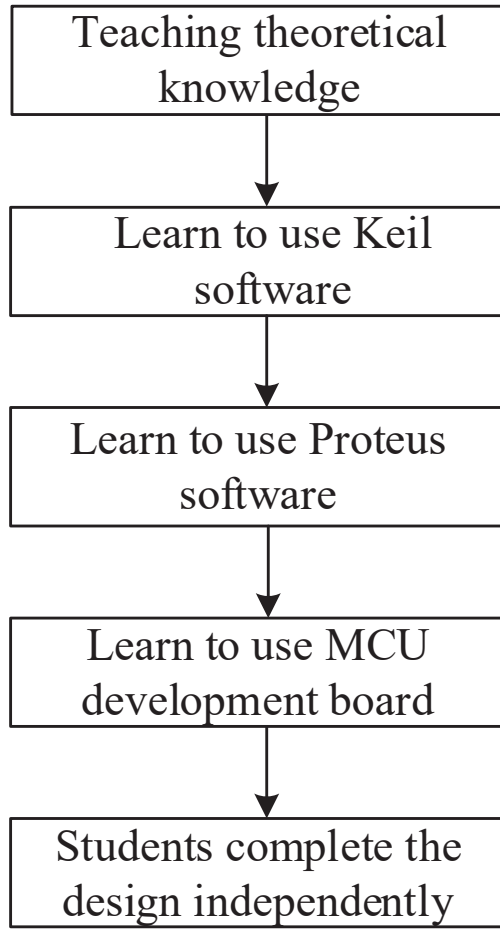 Teaching theoretical
knowledge
Learn to use Keil
software
Learn to use Proteus
software
Learn to use MCU
development board
Students complete the
design independently